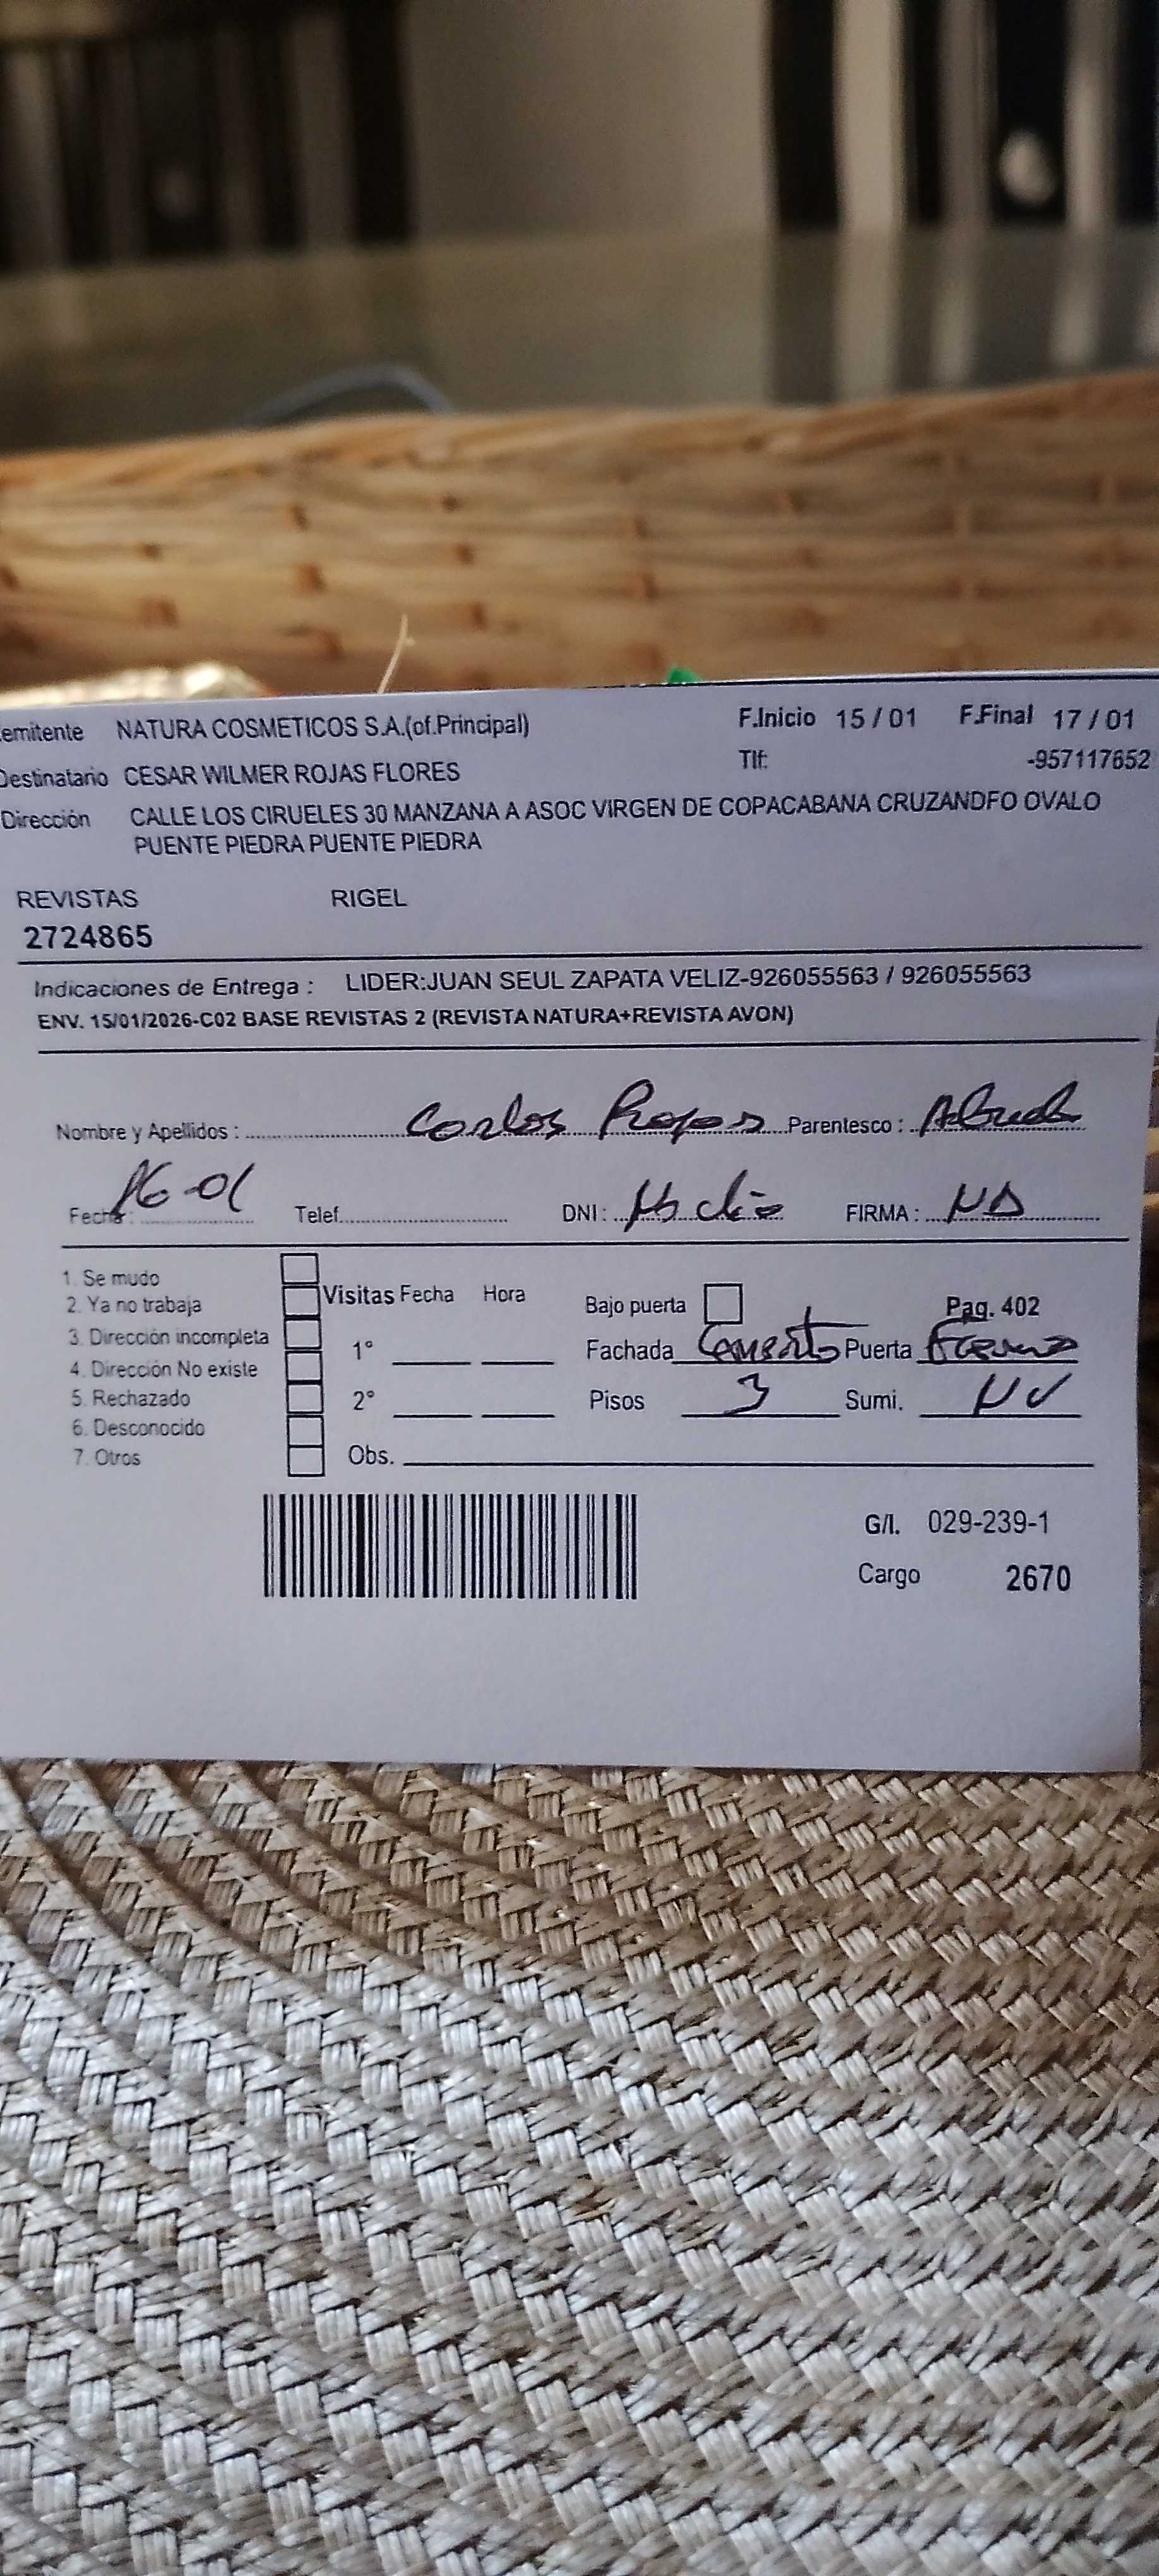 emitente NATURA COSMETICOS S.A.(of.Principal) F.Inicio 15 / 01 F.Final 17 / 01
Destinatario CESAR WILMER ROJAS FLORES Tlf: -957117652
Dirección CALLE LOS CIRUELES 30 MANZANA A ASOC VIRGEN DE COPACABANA CRUZANDFO OVALO
PUENTE PIEDRA PUENTE PIEDRA
REVISTAS RIGEL
2724865
Indicaciones de Entrega : LIDER:JUAN SEUL ZAPATA VELIZ-926055563 / 926055563
ENV. 15/01/2026-C02 BASE REVISTAS 2 (REVISTA NATURA+REVISTA AVON)
Nombre y Apellidos : Carlos Rojas Parentesco : Abuelo
Fecha: 16-01 Telef. DNI : No dio FIRMA :
1. Se mudo
2. Ya no trabaja Visitas Fecha Hora Bajo puerta Pag. 402
3. Dirección incompleta 1° Fachada Cemento Puerta
4. Dirección No existe
5. Rechazado 2° Pisos 3 Sumi.
6. Desconocido
7. Otros Obs.
G/I. 029-239-1
Cargo 2670